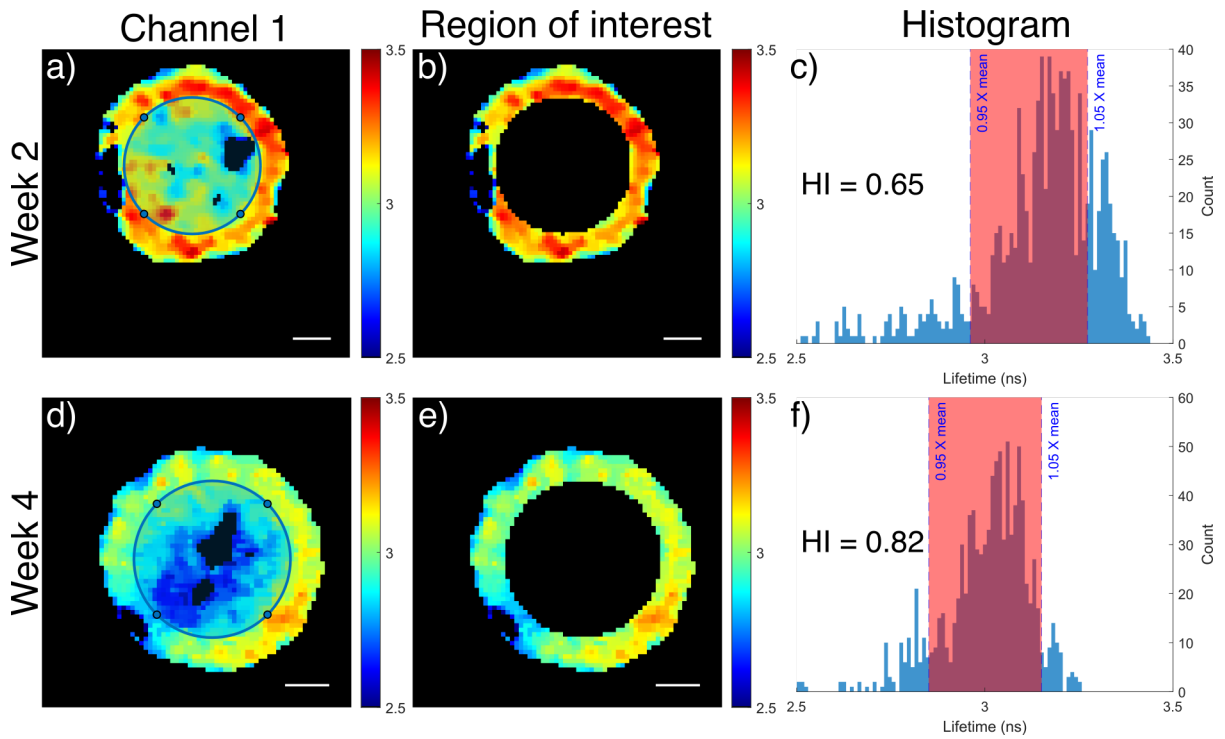 Channel 1
Region of interest
Histogram
Week 2
a)
3.5
3
2.5
b)
3.5
3
2.5
c)
HI = 0.65
0.95 X mean
1.05 X mean
40
35
30
25
20
15
10
5
0
Count
2.5
3
3.5
Lifetime (ns)
Week 4
d)
3.5
3
2.5
e)
3.5
3
2.5
f)
HI = 0.82
0.95 X mean
1.05 X mean
60
50
40
30
20
10
0
Count
2.5
3
3.5
Lifetime (ns)